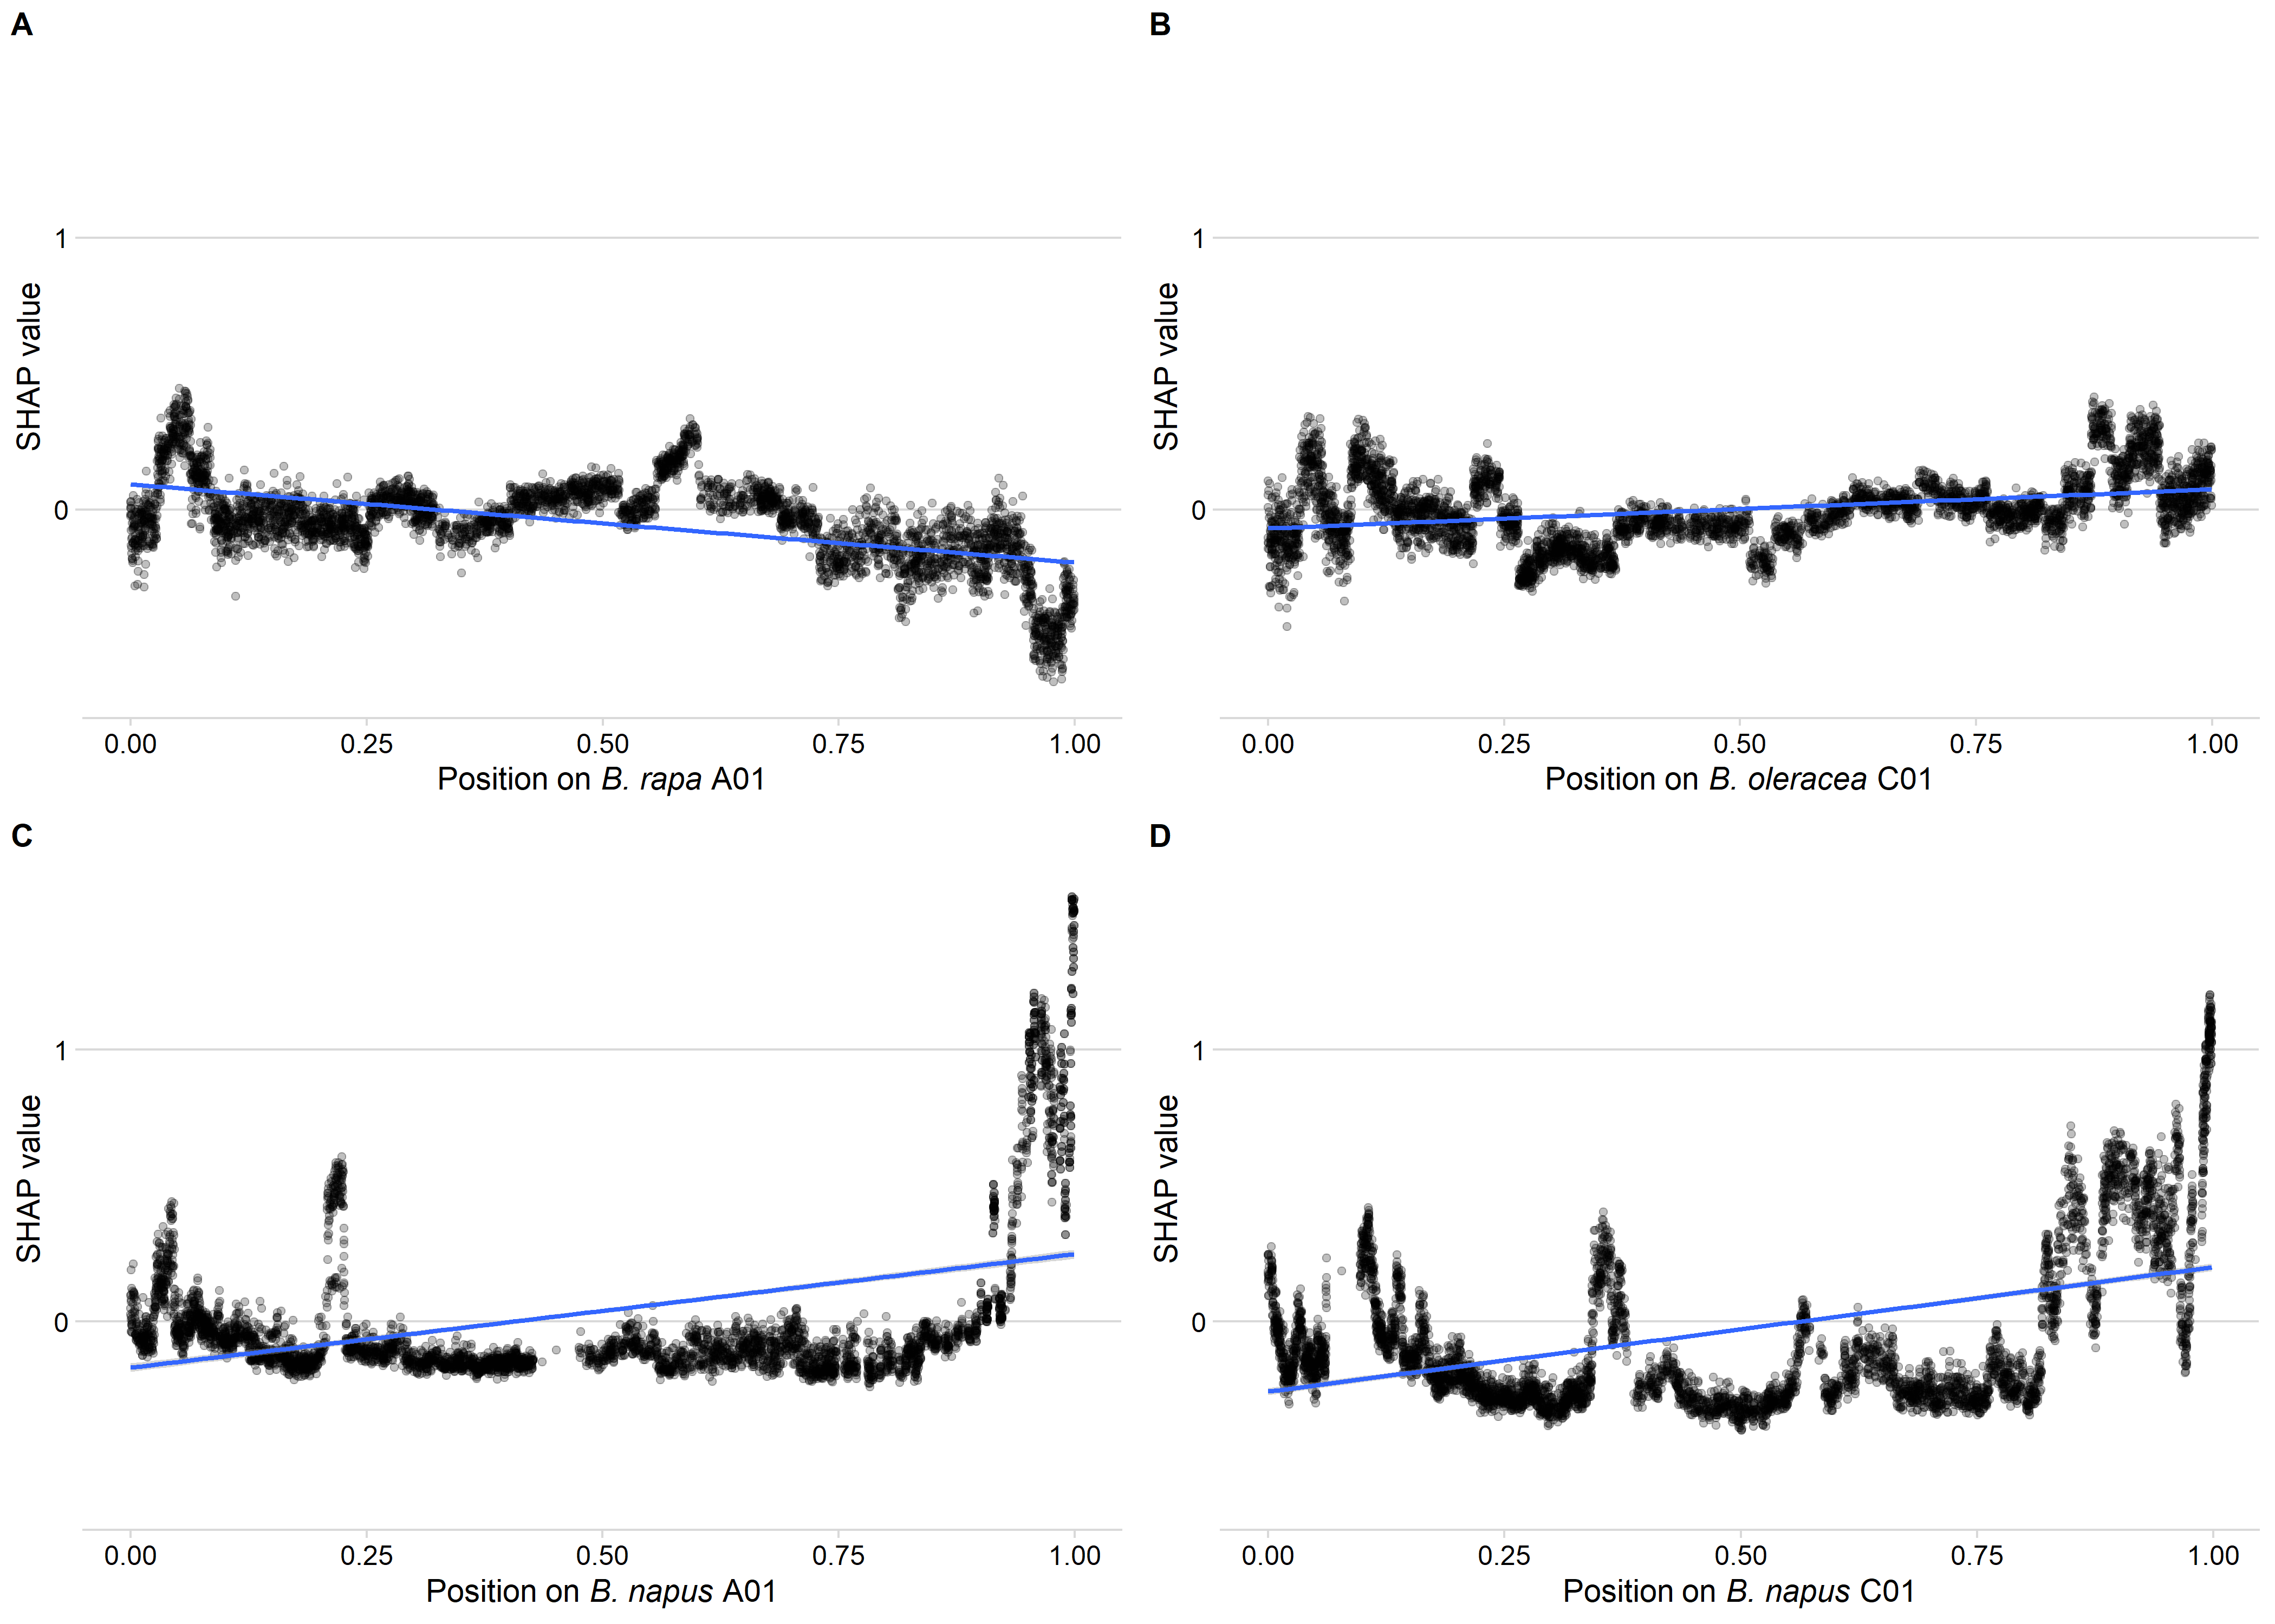 A
SHAP value
1
0
0.00 0.25 0.50 0.75 1.00
Position on B. rapa A01
B
SHAP value
1
0
0.00 0.25 0.50 0.75 1.00
Position on B. oleracea C01
C
SHAP value
1
0
0.00 0.25 0.50 0.75 1.00
Position on B. napus A01
D
SHAP value
1
0
0.00 0.25 0.50 0.75 1.00
Position on B. napus C01